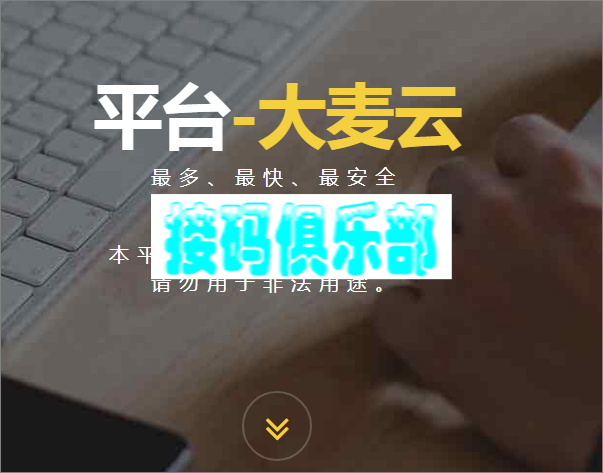 平台-大麦云
最多、最快、最安全
接码俱乐部
本平
请勿用于非法用途。